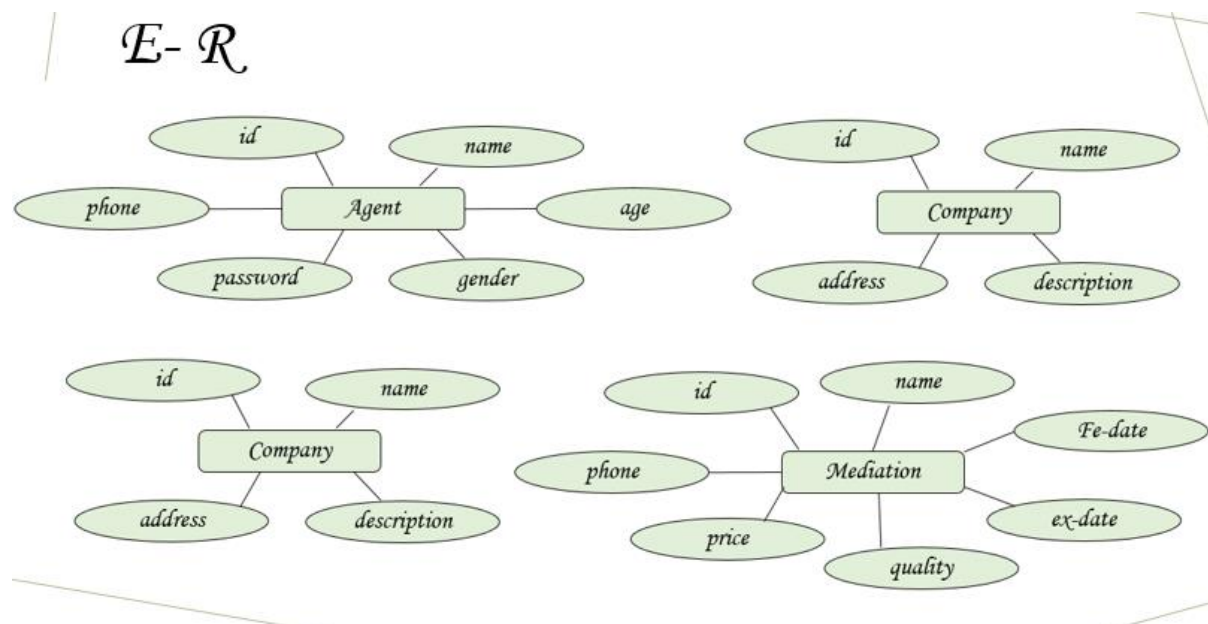 E- R
id
name
phone
Agent
age
password
gender
id
name
Company
address
description
id
name
Company
address
description
id
name
Fe-date
phone
Mediation
ex-date
price
quality